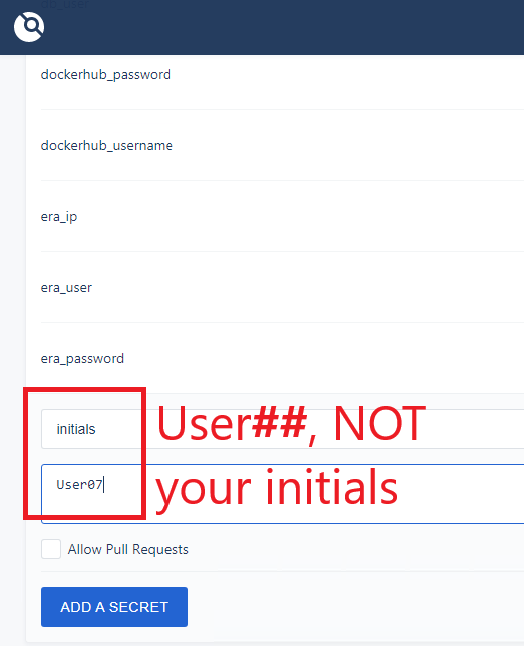 dockerhub_password
dockerhub_username
era_ip
era_user
era_password
initials
User##, NOT
User07
your initials
Allow Pull Requests
ADD A SECRET